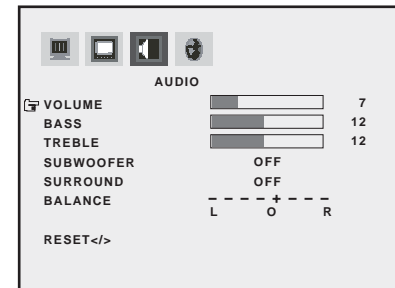 AUDIO
VOLUME 7
BASS 12
TREBLE 12
SUBWOOFER OFF
SURROUND OFF
BALANCE - - - - + - - -
L O R
RESET</>